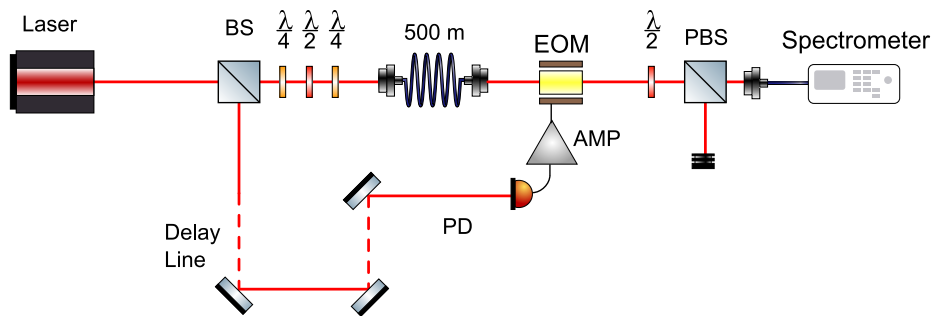 Laser
BS
λ/4
λ/2
λ/4
500 m
EOM
λ/2
PBS
Spectrometer
AMP
PD
Delay
Line